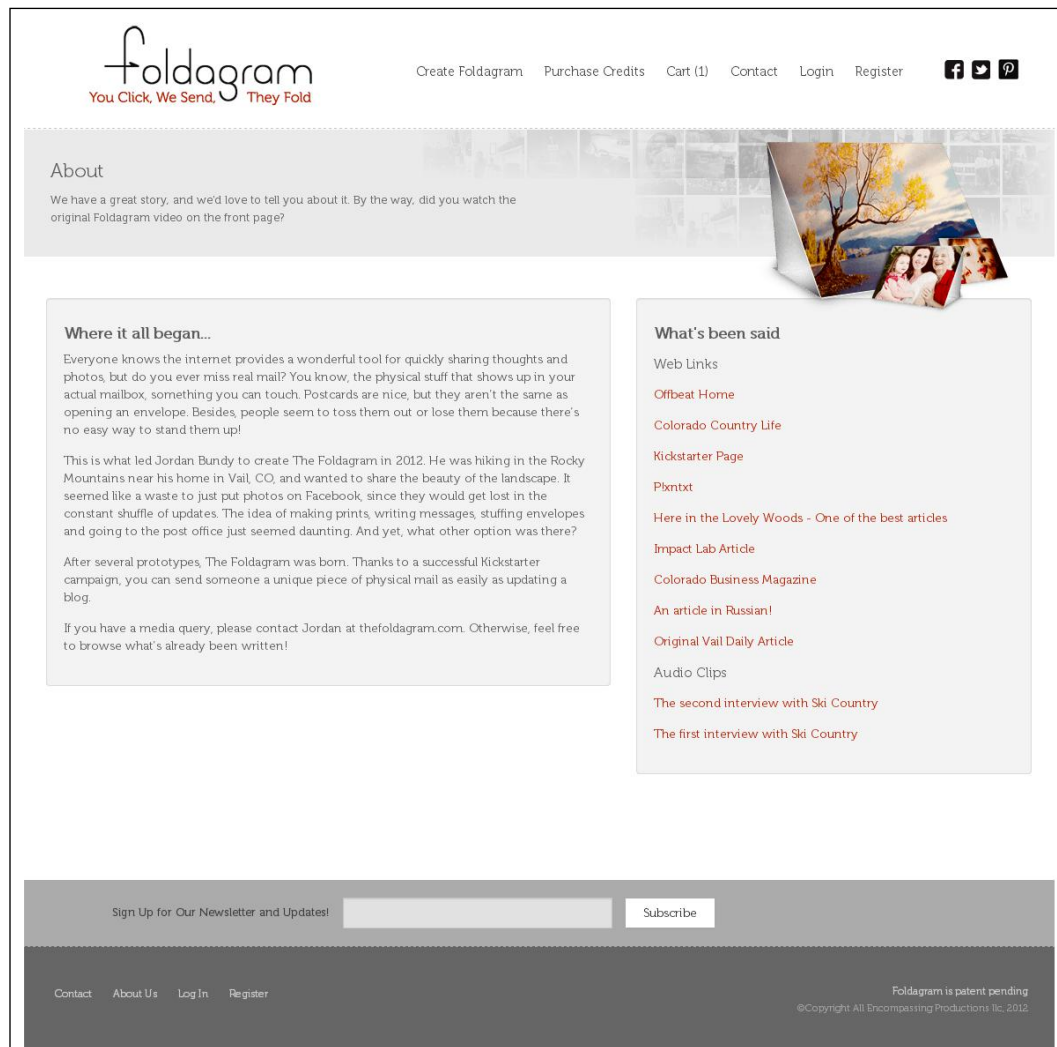 foldagram
You Click, We Send, They Fold
Create Foldagram Purchase Credits Cart (1) Contact Login Register
About
We have a great story, and we'd love to tell you about it. By the way, did you watch the
original Foldagram video on the front page?
Where it all began...
Everyone knows the internet provides a wonderful tool for quickly sharing thoughts and
photos, but do you ever miss real mail? You know, the physical stuff that shows up in your
actual mailbox, something you can touch. Postcards are nice, but they aren't the same as
opening an envelope. Besides, people seem to toss them out or lose them because there's
no easy way to stand them up!
This is what led Jordan Bundy to create The Foldagram in 2012. He was hiking in the Rocky
Mountains near his home in Vail, CO, and wanted to share the beauty of the landscape. It
seemed like a waste to just put photos on Facebook, since they would get lost in the
constant shuffle of updates. The idea of making prints, writing messages, stuffing envelopes
and going to the post office just seemed daunting. And yet, what other option was there?
After several prototypes, The Foldagram was born. Thanks to a successful Kickstarter
campaign, you can send someone a unique piece of physical mail as easily as updating a
blog.
If you have a media query, please contact Jordan at thefoldagram.com. Otherwise, feel free
to browse what's already been written!
What's been said
Web Links
Offbeat Home
Colorado Country Life
Kickstarter Page
P!xntxt
Here in the Lovely Woods - One of the best articles
Impact Lab Article
Colorado Business Magazine
An article in Russian!
Original Vail Daily Article
Audio Clips
The second interview with Ski Country
The first interview with Ski Country
Sign Up for Our Newsletter and Updates!
Subscribe
Contact About Us Log In Register
Foldagram is patent pending
©Copyright All Encompassing Productions llc, 2012